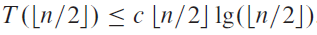 T(⌊n/2⌋) ≤ c ⌊n/2⌋ lg(⌊n/2⌋)